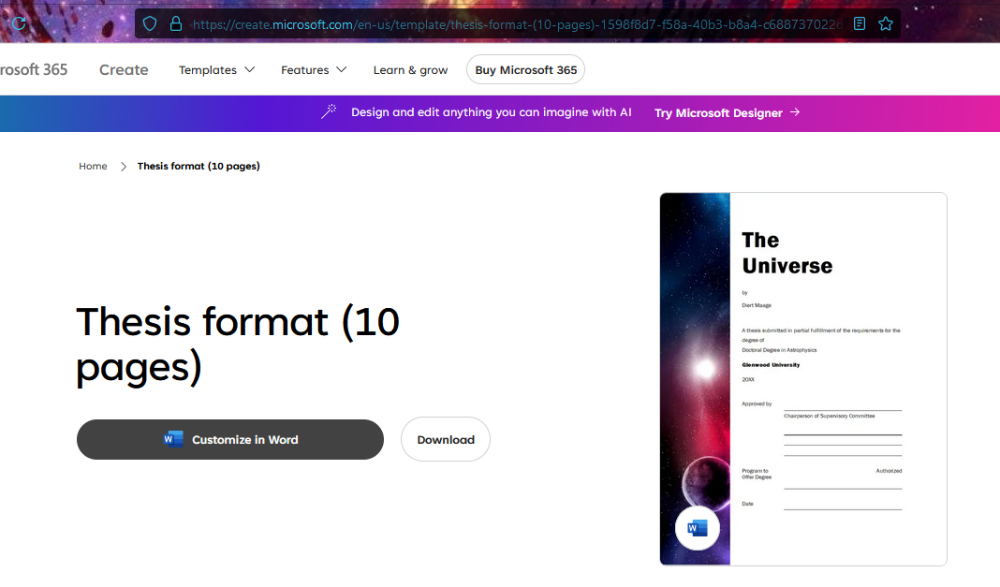 https://create.microsoft.com/en-us/template/thesis-format-(10-pages)-1598f8d7-f58a-40b3-b8a4-c688737022
rosoft 365 Create Templates Features Learn & grow Buy Microsoft 365
Design and edit anything you can imagine with AI Try Microsoft Designer →
Home > Thesis format (10 pages)
Thesis format (10
pages)
W Customize in Word Download
The
Universe
by
Diert Maage
A thesis submitted in partial fulfillment of the requirements for the
degree of
Doctoral Degree in Astrophysics
Glenwood University
20XX
Approved by
Chairperson of Supervisory Committee
Program to Authorized
Offer Degree
Date
W